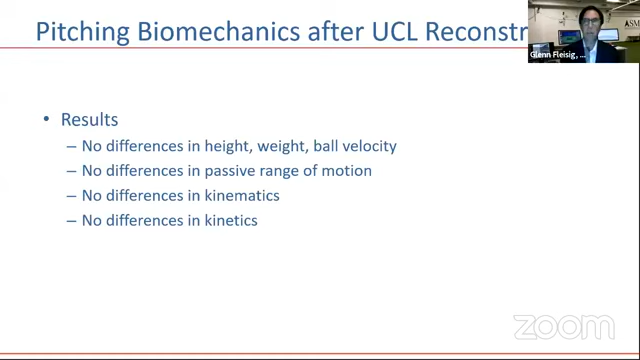 Pitching Biomechanics after UCL Reconstr
ASM
Glenn Fleisig, ...
• Results
– No differences in height, weight, ball velocity
– No differences in passive range of motion
– No differences in kinematics
– No differences in kinetics
zoom